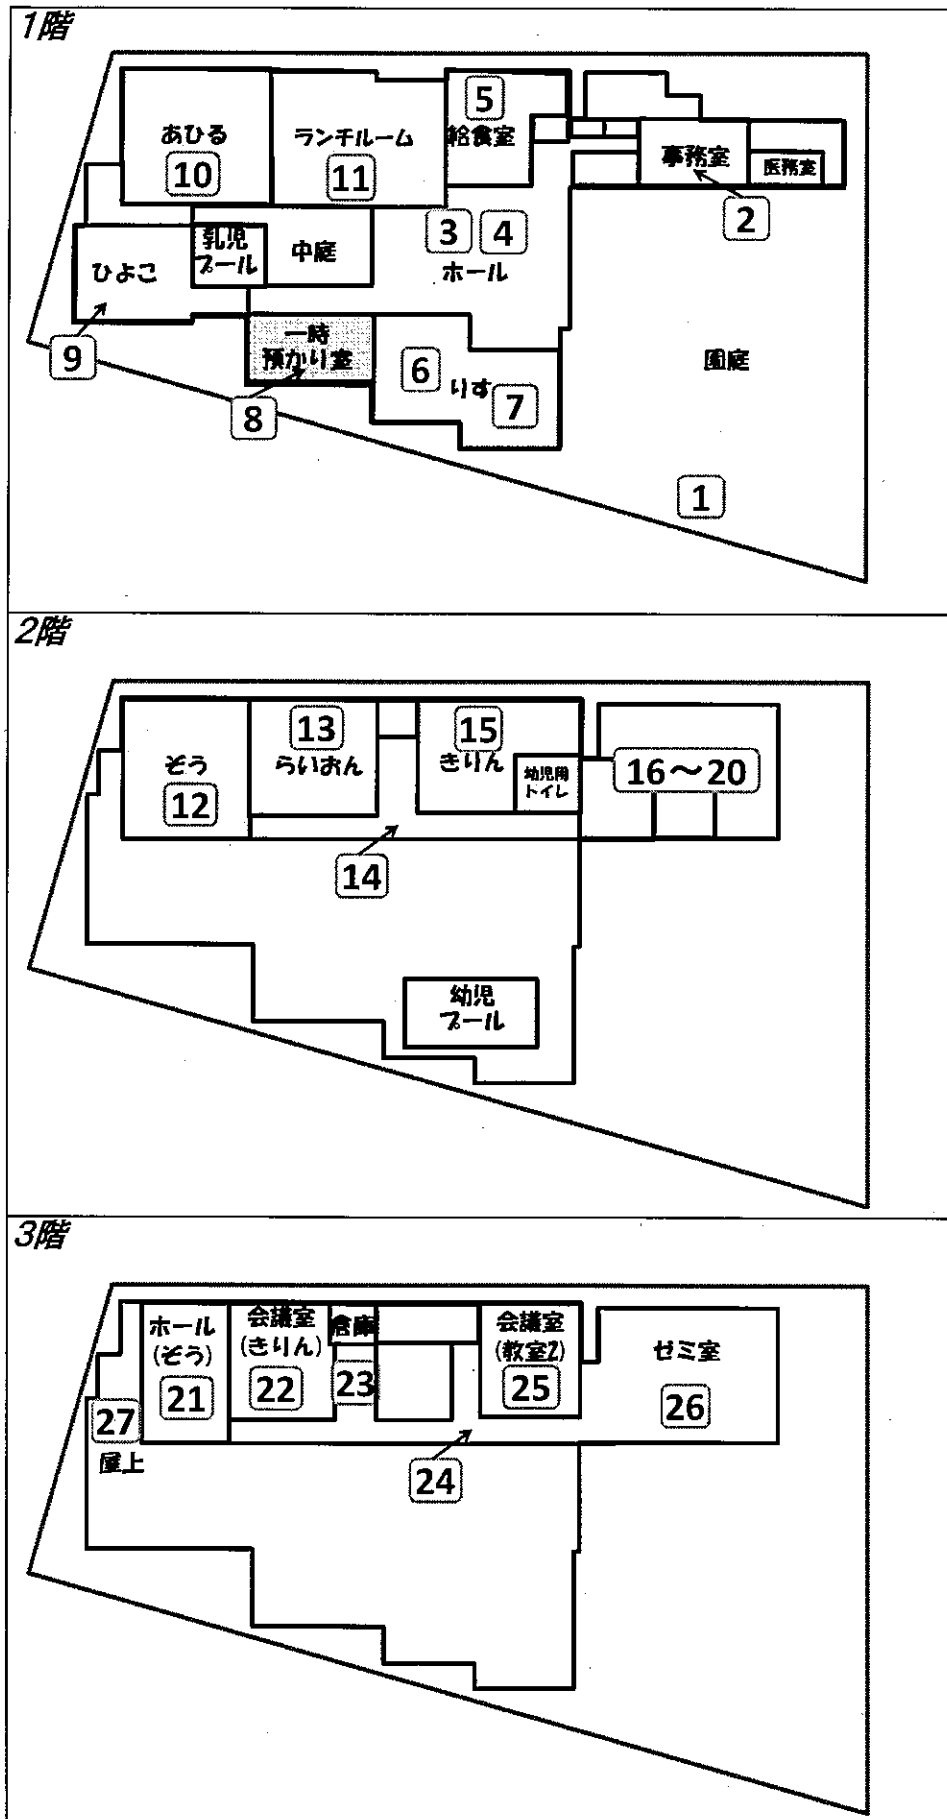 1階
5
あひる
ランチルーム
給食室
10
11
事務室
医務室
2
3
4
乳児
プール
中庭
ホール
ひよこ
9
一時
預かり室
8
6
りす
7
園庭
1
2階
13
15
ぞう
らいおん
きりん
幼児用
トイレ
16～20
12
14
幼児
プール
3階
ホール
(ぞう)
21
会議室
(きりん)
22
倉庫
23
会議室
(教室2)
25
ゼミ室
26
27
屋上
24